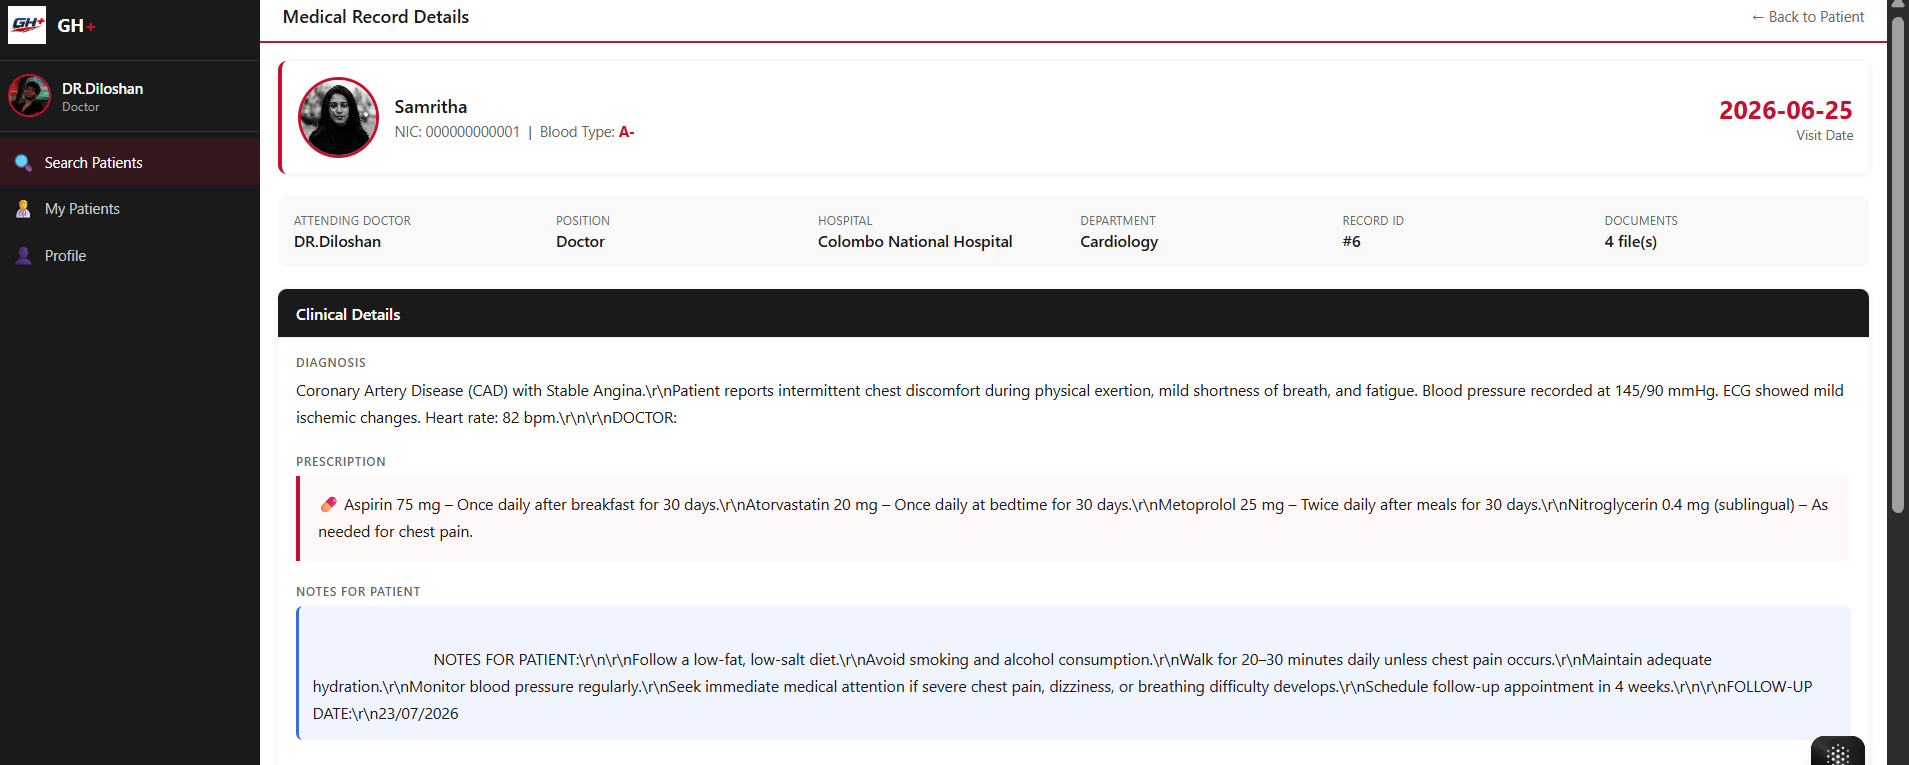 GH+
GH+
Medical Record Details
← Back to Patient
DR.Diloshan
Doctor
Search Patients
My Patients
Profile
Samritha
NIC: 000000000001 | Blood Type: A-
2026-06-25
Visit Date
ATTENDING DOCTOR
DR.Diloshan
POSITION
Doctor
HOSPITAL
Colombo National Hospital
DEPARTMENT
Cardiology
RECORD ID
#6
DOCUMENTS
4 file(s)
Clinical Details
DIAGNOSIS
Coronary Artery Disease (CAD) with Stable Angina.\r\nPatient reports intermittent chest discomfort during physical exertion, mild shortness of breath, and fatigue. Blood pressure recorded at 145/90 mmHg. ECG showed mild
ischemic changes. Heart rate: 82 bpm.\r\n\r\nDOCTOR:
PRESCRIPTION
Aspirin 75 mg – Once daily after breakfast for 30 days.\r\nAtorvastatin 20 mg – Once daily at bedtime for 30 days.\r\nMetoprolol 25 mg – Twice daily after meals for 30 days.\r\nNitroglycerin 0.4 mg (sublingual) – As
needed for chest pain.
NOTES FOR PATIENT
NOTES FOR PATIENT:\r\n\r\nFollow a low-fat, low-salt diet.\r\nAvoid smoking and alcohol consumption.\r\nWalk for 20–30 minutes daily unless chest pain occurs.\r\nMaintain adequate
hydration.\r\nMonitor blood pressure regularly.\r\nSeek immediate medical attention if severe chest pain, dizziness, or breathing difficulty develops.\r\nSchedule follow-up appointment in 4 weeks.\r\n\r\nFOLLOW-UP
DATE:\r\n23/07/2026